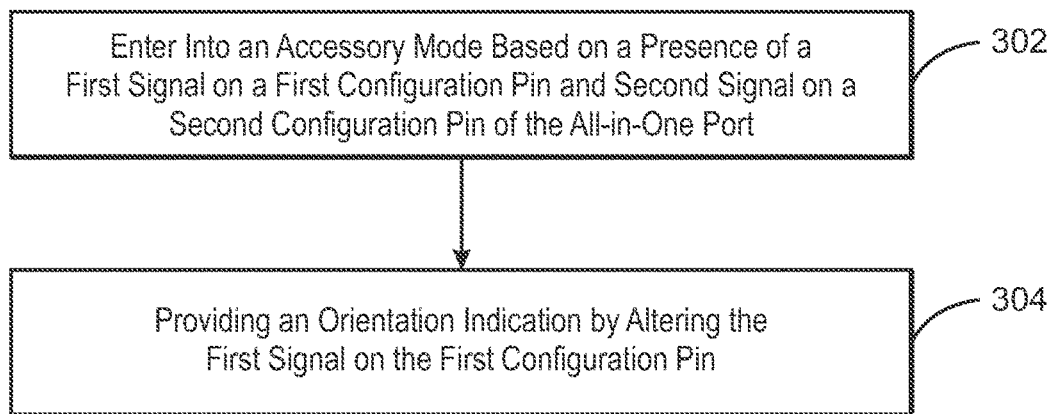 Enter Into an Accessory Mode Based on a Presence of a
First Signal on a First Configuration Pin and Second Signal on a
Second Configuration Pin of the All-in-One Port
302
Providing an Orientation Indication by Altering the
First Signal on the First Configuration Pin
304